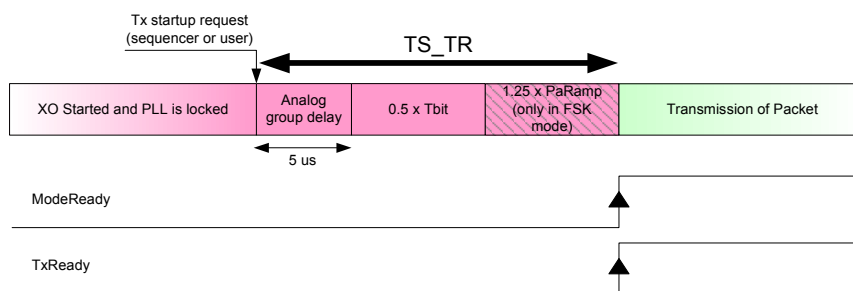 Tx startup request
(sequencer or user)
TS_TR
XO Started and PLL is locked
Analog
group delay
0.5 x Tbit
1.25 x PaRamp
(only in FSK
mode)
Transmission of Packet
5 us
ModeReady
TxReady